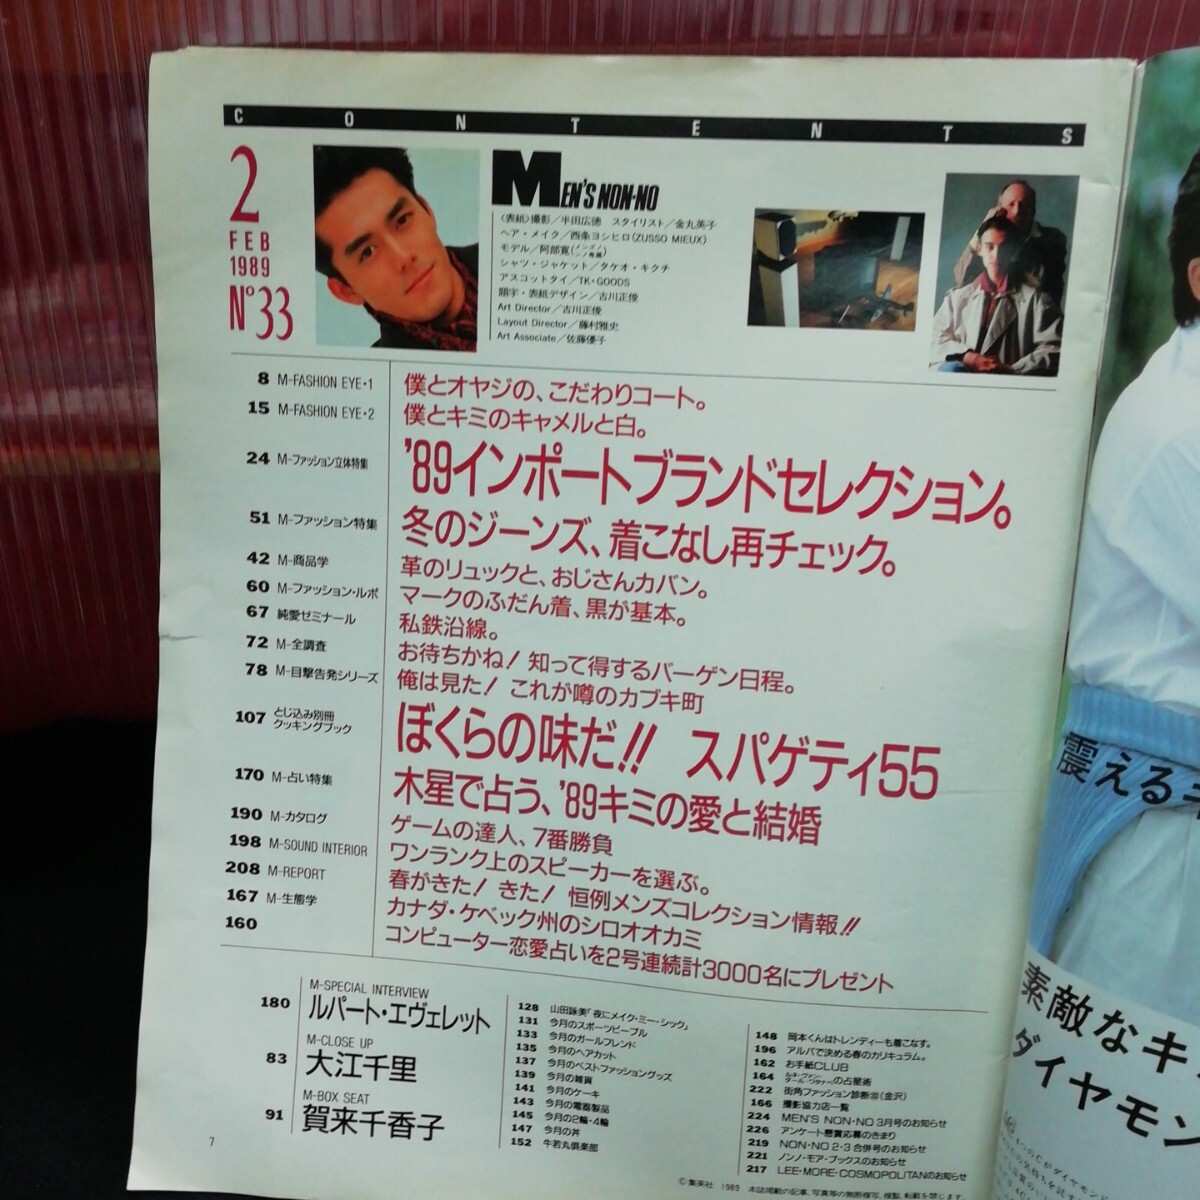 CONTENTS
2
FEB
1989
Nº33
MEN'S NON-NO
〈表紙〉撮影／半田広徳 スタイリスト／金丸英子
ヘア・メイク／西条ヨシヒロ(ZUSSO MIEUX)
モデル／阿部寛(メンズノンノ専属)
シャツ・ジャケット／タケオ・キクチ
アスコットタイ／TK・GOODS
題字・表紙デザイン／古川正俊
Art Director／古川正俊
Layout Director／藤村雅史
Art Associate／佐藤優子
8 M-FASHION EYE・1 僕とオヤジの、こだわりコート。
15 M-FASHION EYE・2 僕とキミのキャメルと白。
24 M-ファッション立体特集 '89インポートブランドセレクション。
51 M-ファッション特集 冬のジーンズ、着こなし再チェック。
42 M-商品学 革のリュックと、おじさんカバン。
60 M-ファッション・ルポ マークのふだん着、黒が基本。
67 純愛ゼミナール 私鉄沿線。
72 M-全調査 お待ちかね！知って得するバーゲン日程。
78 M-目撃告発シリーズ 俺は見た！これが噂のカブキ町
107 とじ込み別冊クッキングブック ぼくらの味だ!! スパゲティ55
170 M-占い特集 木星で占う、'89キミの愛と結婚
190 M-カタログ ゲームの達人、7番勝負
198 M-SOUND INTERIOR ワンランク上のスピーカーを選ぶ。
208 M-REPORT 春がきた！きた！恒例メンズコレクション情報!!
167 M-生態学 カナダ・ケベック州のシロオオカミ
160 コンピューター恋愛占いを2号連続計3000名にプレゼント
M-SPECIAL INTERVIEW
180 ルパート・エヴェレット
M-CLOSE UP
83 大江千里
M-BOX SEAT
91 賀来千香子
128 山田詠美「夜にメイク・ミー・シック」
131 今月のスポーツピープル
133 今月のガールフレンド
135 今月のヘアカット
137 今月のベストファッショングッズ
139 今月の雑貨
141 今月のケーキ
143 今月の電器製品
145 今月の2輪・4輪
147 今月の丼
152 牛若丸倶楽部
148 岡本くんはトレンディーも着こなす。
196 アルバで決める春のカリキュラム。
162 お手紙CLUB
164 の占星術
222 街角ファッション診断(金沢)
166 撮影協力店一覧
224 MEN'S NON・NO 3月号のお知らせ
226 アンケート懸賞応募のきまり
219 NON・NO 2・3合併号のお知らせ
221 ノンノ・モア・ブックスのお知らせ
217 LEE・MORE・COSMOPOLITANのお知らせ
7
©集英社 1989 本誌掲載の記事、写真等の無断複写、複製、転載を禁じます
震える
素敵なキ
ダイヤモン